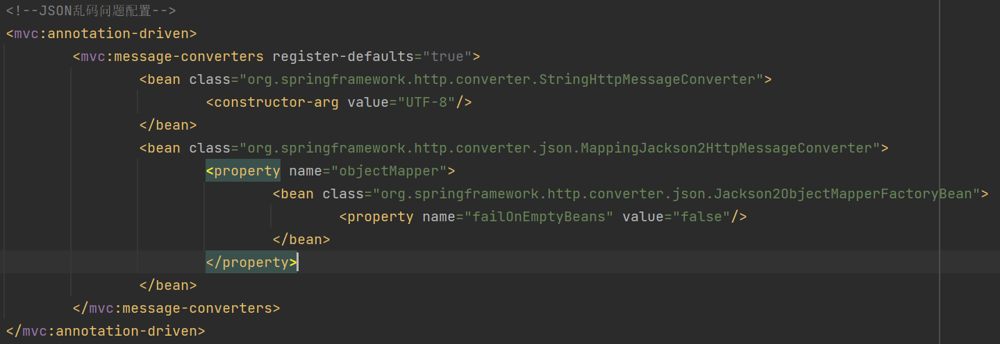 <!--JSON乱码问题配置-->
<mvc:annotation-driven>
<mvc:message-converters register-defaults="true">
<bean class="org.springframework.http.converter.StringHttpMessageConverter">
<constructor-arg value="UTF-8"/>
</bean>
<bean class="org.springframework.http.converter.json.MappingJackson2HttpMessageConverter">
<property name="objectMapper">
<bean class="org.springframework.http.converter.json.Jackson2ObjectMapperFactoryBean">
<property name="failOnEmptyBeans" value="false"/>
</bean>
</property>
</bean>
</mvc:message-converters>
</mvc:annotation-driven>